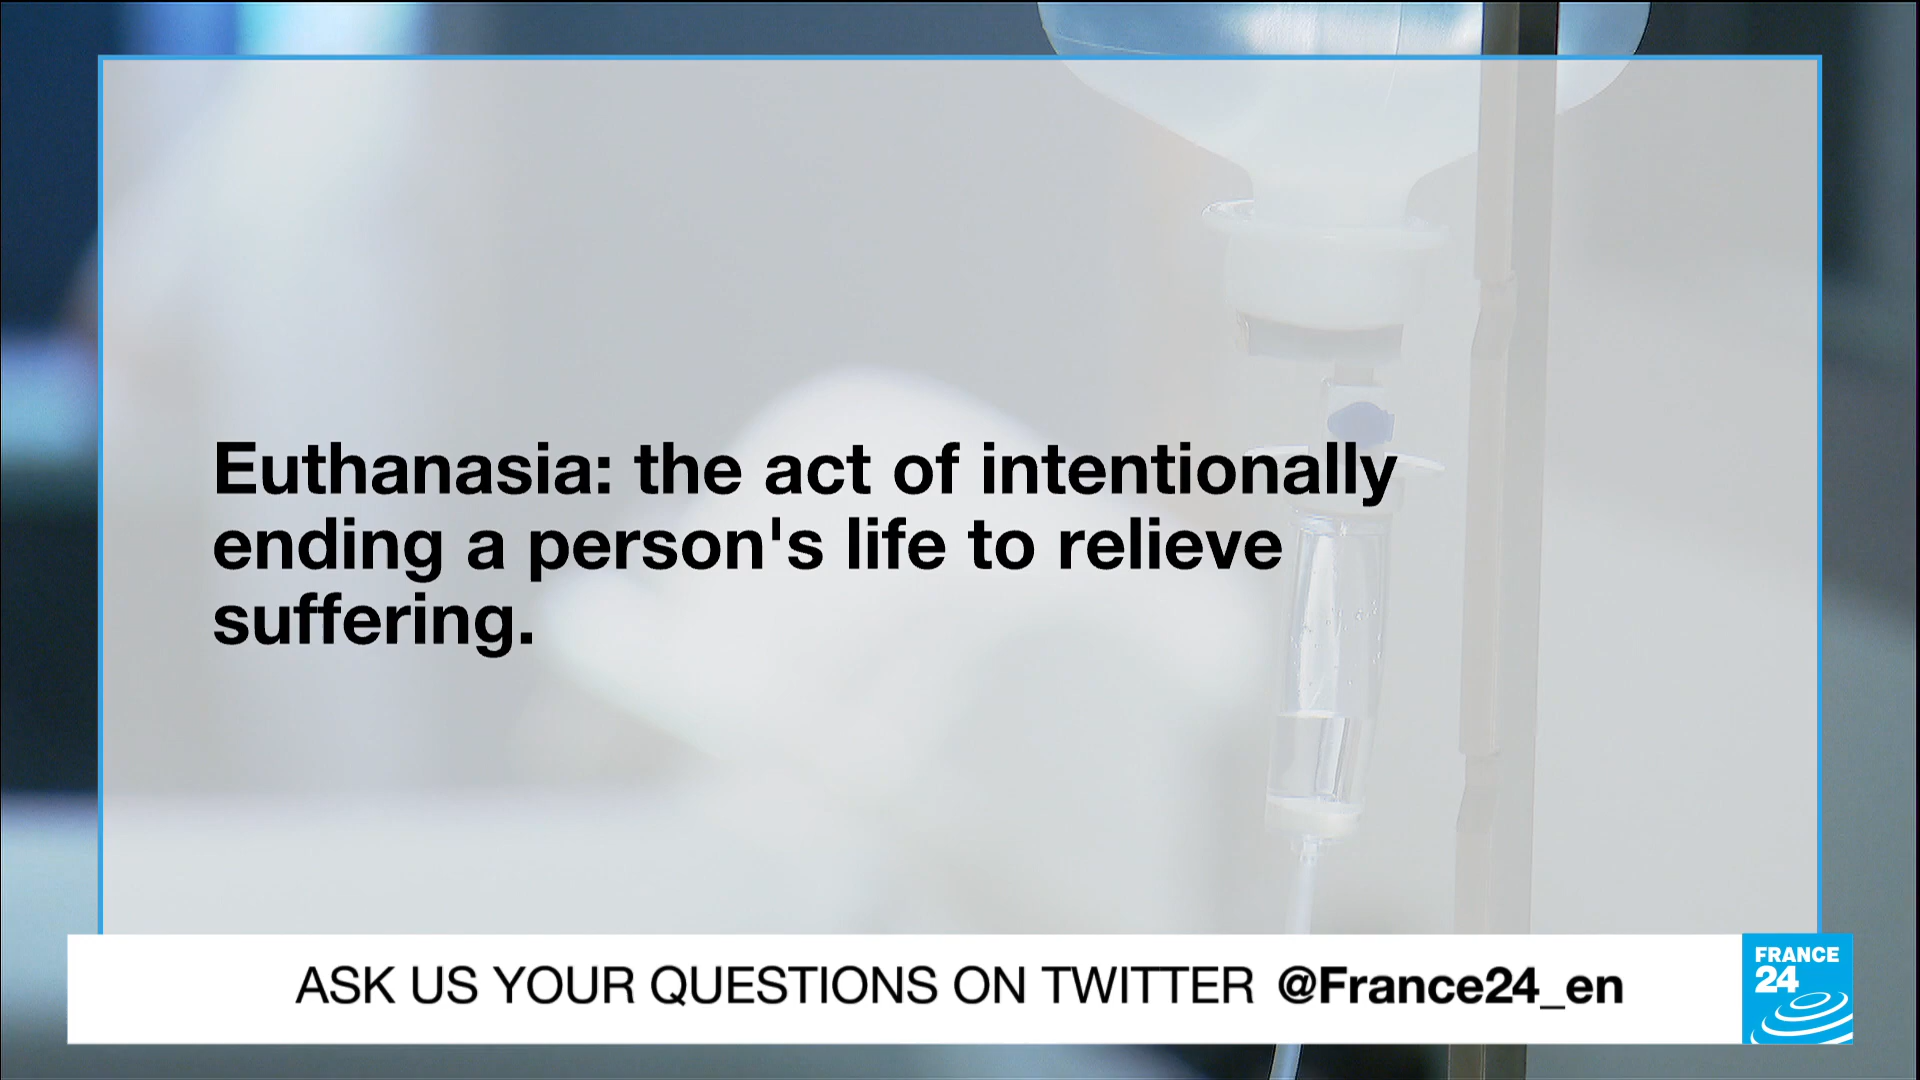 Euthanasia: the act of intentionally
ending a person's life to relieve
suffering.
ASK US YOUR QUESTIONS ON TWITTER @France24_en
FRANCE
24